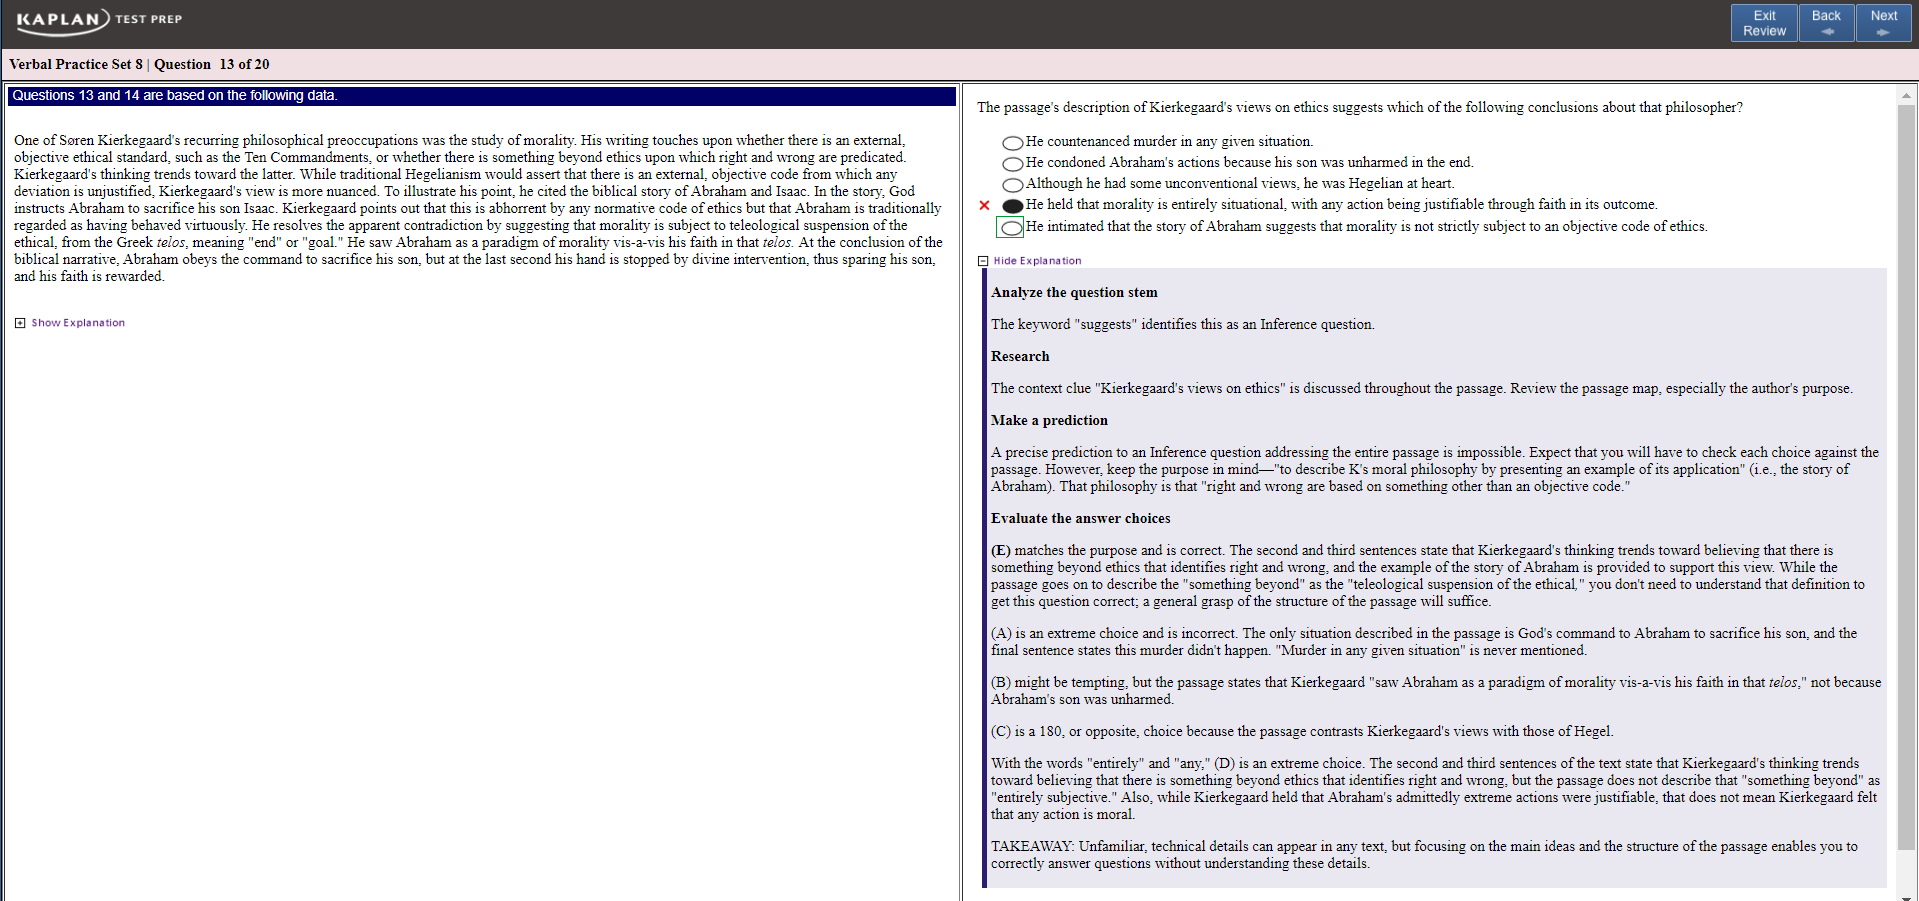 KAPLAN TEST PREP
Exit Review
Back
Next
Verbal Practice Set 8 | Question 13 of 20
Questions 13 and 14 are based on the following data.
One of Søren Kierkegaard's recurring philosophical preoccupations was the study of morality. His writing touches upon whether there is an external,
objective ethical standard, such as the Ten Commandments, or whether there is something beyond ethics upon which right and wrong are predicated.
Kierkegaard's thinking trends toward the latter. While traditional Hegelianism would assert that there is an external, objective code from which any
deviation is unjustified, Kierkegaard's view is more nuanced. To illustrate his point, he cited the biblical story of Abraham and Isaac. In the story, God
instructs Abraham to sacrifice his son Isaac. Kierkegaard points out that this is abhorrent by any normative code of ethics but that Abraham is traditionally
regarded as having behaved virtuously. He resolves the apparent contradiction by suggesting that morality is subject to teleological suspension of the
ethical, from the Greek telos, meaning "end" or "goal." He saw Abraham as a paradigm of morality vis-a-vis his faith in that telos. At the conclusion of the
biblical narrative, Abraham obeys the command to sacrifice his son, but at the last second his hand is stopped by divine intervention, thus sparing his son,
and his faith is rewarded.
Show Explanation
The passage's description of Kierkegaard's views on ethics suggests which of the following conclusions about that philosopher?
He countenanced murder in any given situation.
He condoned Abraham's actions because his son was unharmed in the end.
Although he had some unconventional views, he was Hegelian at heart.
He held that morality is entirely situational, with any action being justifiable through faith in its outcome.
He intimated that the story of Abraham suggests that morality is not strictly subject to an objective code of ethics.
Hide Explanation
Analyze the question stem
The keyword "suggests" identifies this as an Inference question.
Research
The context clue "Kierkegaard's views on ethics" is discussed throughout the passage. Review the passage map, especially the author's purpose.
Make a prediction
A precise prediction to an Inference question addressing the entire passage is impossible. Expect that you will have to check each choice against the
passage. However, keep the purpose in mind—"to describe K's moral philosophy by presenting an example of its application" (i.e., the story of
Abraham). That philosophy is that "right and wrong are based on something other than an objective code."
Evaluate the answer choices
(E) matches the purpose and is correct. The second and third sentences state that Kierkegaard's thinking trends toward believing that there is
something beyond ethics that identifies right and wrong, and the example of the story of Abraham is provided to support this view. While the
passage goes on to describe the "something beyond" as the "teleological suspension of the ethical," you don't need to understand that definition to
get this question correct; a general grasp of the structure of the passage will suffice.
(A) is an extreme choice and is incorrect. The only situation described in the passage is God's command to Abraham to sacrifice his son, and the
final sentence states this murder didn't happen. "Murder in any given situation" is never mentioned.
(B) might be tempting, but the passage states that Kierkegaard "saw Abraham as a paradigm of morality vis-a-vis his faith in that telos," not because
Abraham's son was unharmed.
(C) is a 180, or opposite, choice because the passage contrasts Kierkegaard's views with those of Hegel.
With the words "entirely" and "any," (D) is an extreme choice. The second and third sentences of the text state that Kierkegaard's thinking trends
toward believing that there is something beyond ethics that identifies right and wrong, but the passage does not describe that "something beyond" as
"entirely subjective." Also, while Kierkegaard held that Abraham's admittedly extreme actions were justifiable, that does not mean Kierkegaard felt
that any action is moral.
TAKEAWAY: Unfamiliar, technical details can appear in any text, but focusing on the main ideas and the structure of the passage enables you to
correctly answer questions without understanding these details.